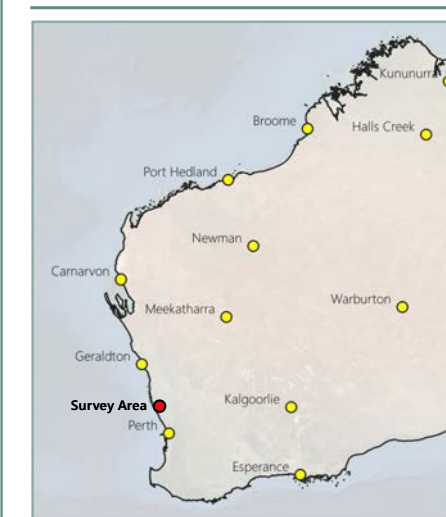 Kununurra
Broome
Halls Creek
Port Hedland
Newman
Carnarvon
Meekatharra
Warburton
Geraldton
Survey Area
Kalgoorlie
Perth
Esperance